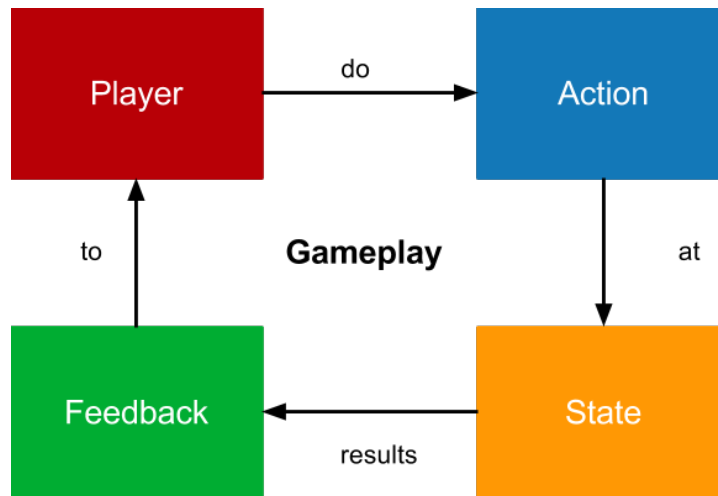 Player
do
Action
to
Gameplay
at
Feedback
results
State